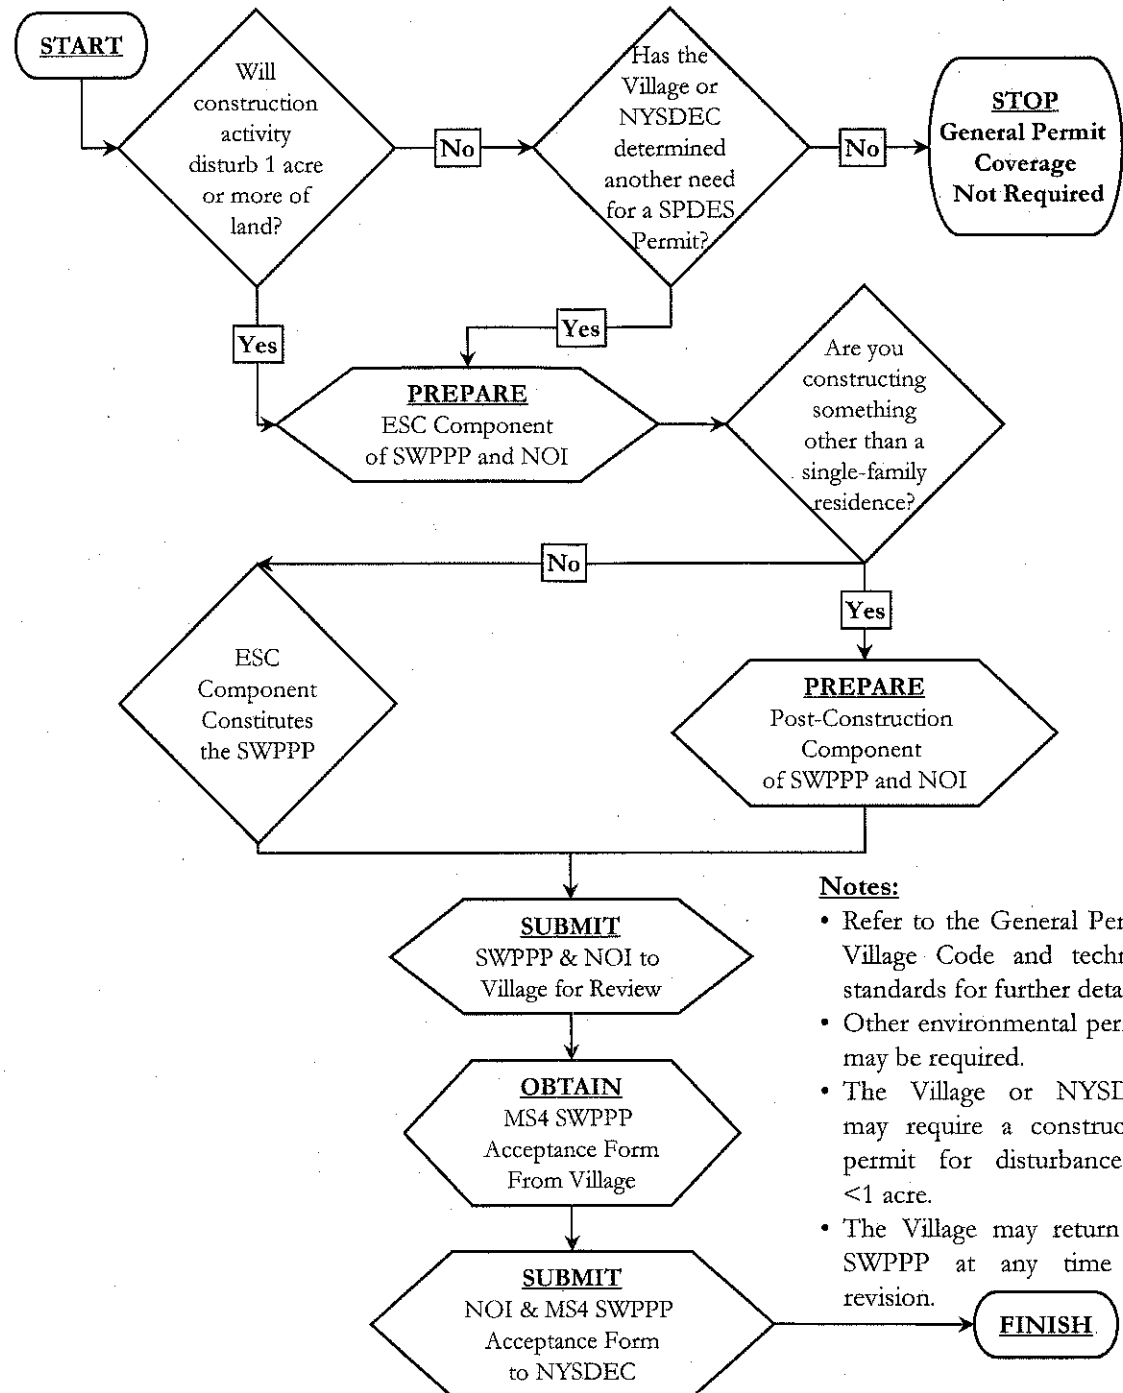 START
Will
construction
activity
disturb 1 acre
or more of
land?
No
Has the
Village or
NYSDEC
determined
another need
for a SPDES
Permit?
No
STOP
General Permit
Coverage
Not Required
Yes
Yes
PREPARE
ESC Component
of SWPPP and NOI
Are you
constructing
something
other than a
single-family
residence?
No
Yes
ESC
Component
Constitutes
the SWPPP
PREPARE
Post-Construction
Component
of SWPPP and NOI
SUBMIT
SWPPP & NOI to
Village for Review
OBTAIN
MS4 SWPPP
Acceptance Form
From Village
SUBMIT
NOI & MS4 SWPPP
Acceptance Form
to NYSDEC
Notes:
• Refer to the General Per
Village Code and techn
standards for further deta
• Other environmental per
may be required.
• The Village or NYSD
may require a construc
permit for disturbance
<1 acre.
• The Village may return
SWPPP at any time
revision.
FINISH